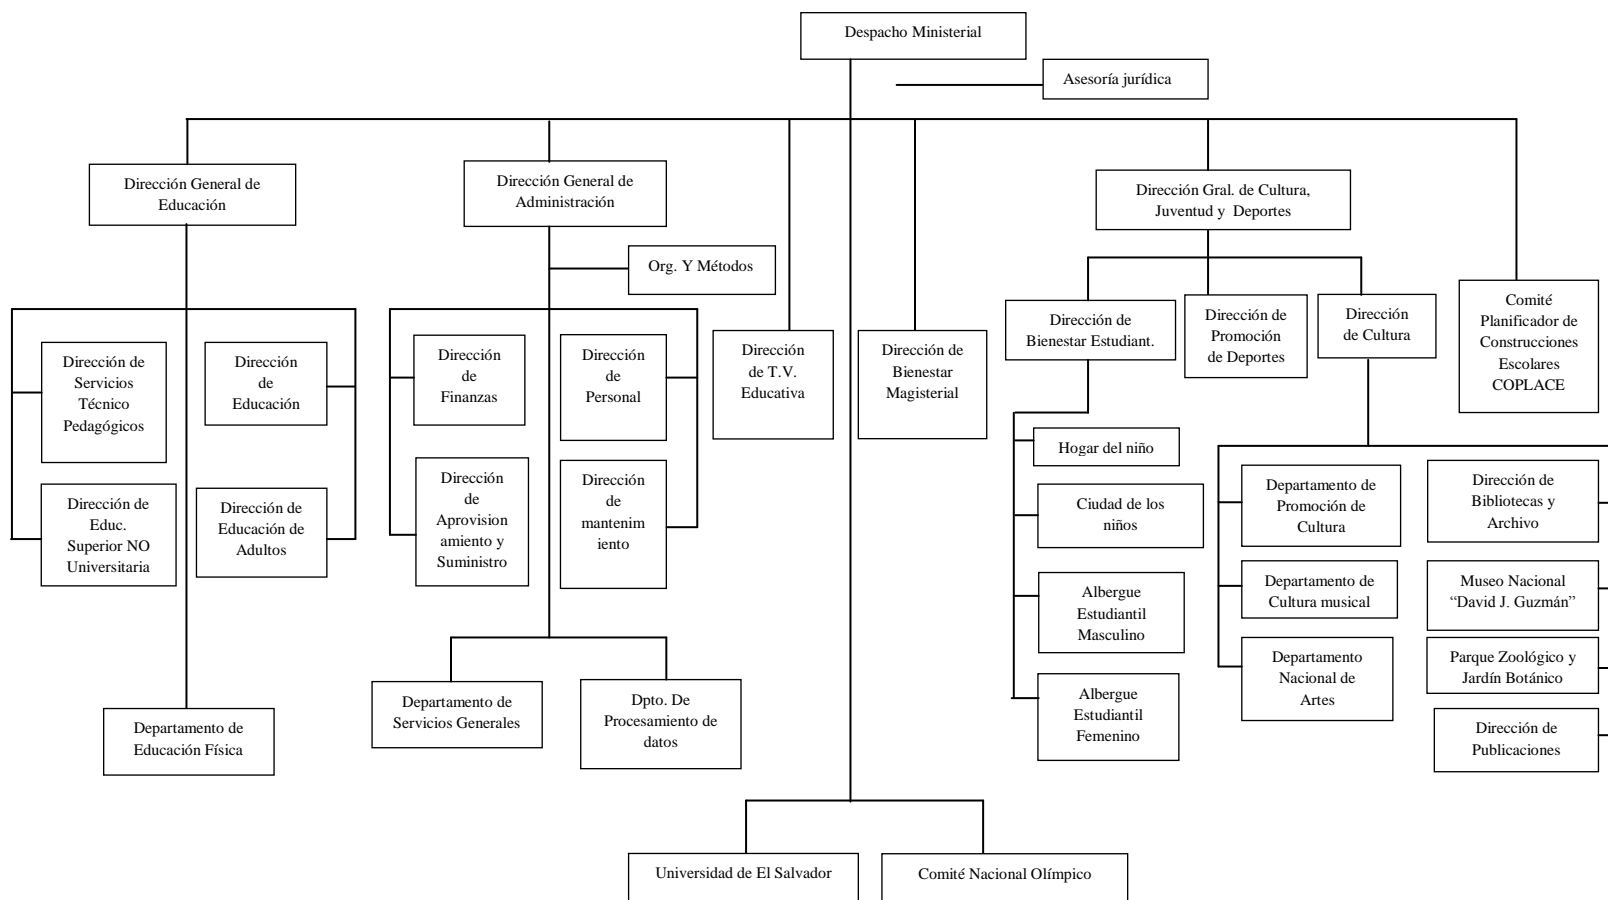 Despacho Ministerial
Asesoría jurídica
Dirección General de
Educación
Dirección General de
Administración
Dirección Gral. de Cultura,
Juventud y Deportes
Org. Y Métodos
Dirección de
Servicios
Técnico
Pedagógicos
Dirección
de
Educación
Dirección de
Educ.
Superior NO
Universitaria
Dirección de
Educación de
Adultos
Departamento de
Educación Física
Dirección
de
Finanzas
Dirección
de
Personal
Dirección
de
Aprovision
amiento y
Suministro
Dirección
de
mantenim
iento
Departamento de
Servicios Generales
Dpto. De
Procesamiento de
datos
Dirección
de T.V.
Educativa
Dirección de
Bienestar
Magisterial
Dirección de
Bienestar Estudiant.
Dirección de
Promoción
de Deportes
Dirección
de Cultura
Comité
Planificador de
Construcciones
Escolares
COPLACE
Hogar del niño
Ciudad de los
niños
Albergue
Estudiantil
Masculino
Albergue
Estudiantil
Femenino
Departamento de
Promoción de
Cultura
Departamento de
Cultura musical
Departamento
Nacional de
Artes
Dirección de
Bibliotecas y
Archivo
Museo Nacional
“David J. Guzmán”
Parque Zoológico y
Jardín Botánico
Dirección de
Publicaciones
Universidad de El Salvador
Comité Nacional Olímpico